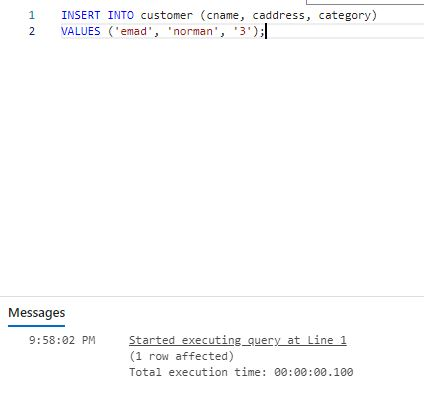 1 INSERT INTO customer (cname, caddress, category)
2 VALUES ('emad', 'norman', '3');
Messages
9:58:02 PM Started executing query at Line 1
(1 row affected)
Total execution time: 00:00:00.100